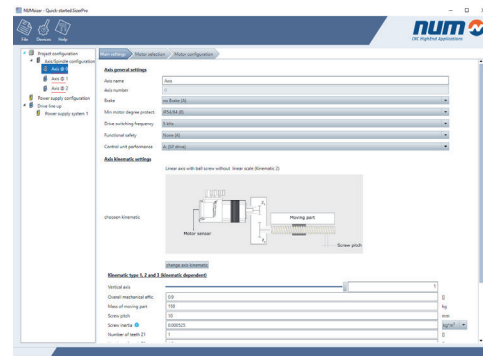 NUMsizer - Quick-started SizerPro
File Devices Help
num
CNC HighEnd Applications
Project configuration
Axis/Spindle configuration
Axis ① 0
Axis ① 1
Axis ① 2
Power supply configuration
Drive line up
Power supply system 1
Main settings
Motor selection
Motor configuration
Axis general settings
Axis name Axis
Axis number
Brake no Brake (A)
Min motor degree protect. IP54/64 (B)
Drive switching frequency 5 kHz
Functional safety None (A)
Control unit performance
Axis kinematic settings
Linear axis with ball screw without linear scale (Kinematic 2)
choosen kinematic
Motor sensor
Moving part
Screw pitch
change axis kinematic
Kinematic type 1, 2 and 3 (kinematic dependent)
Vertical axis 1
Overall mechanical effic. 0.8 []
Mass of moving part 150 kg
Screw pitch 10 mm
Screw inertia 0.000525 kg*m²
Number of teeth Z1 1 []